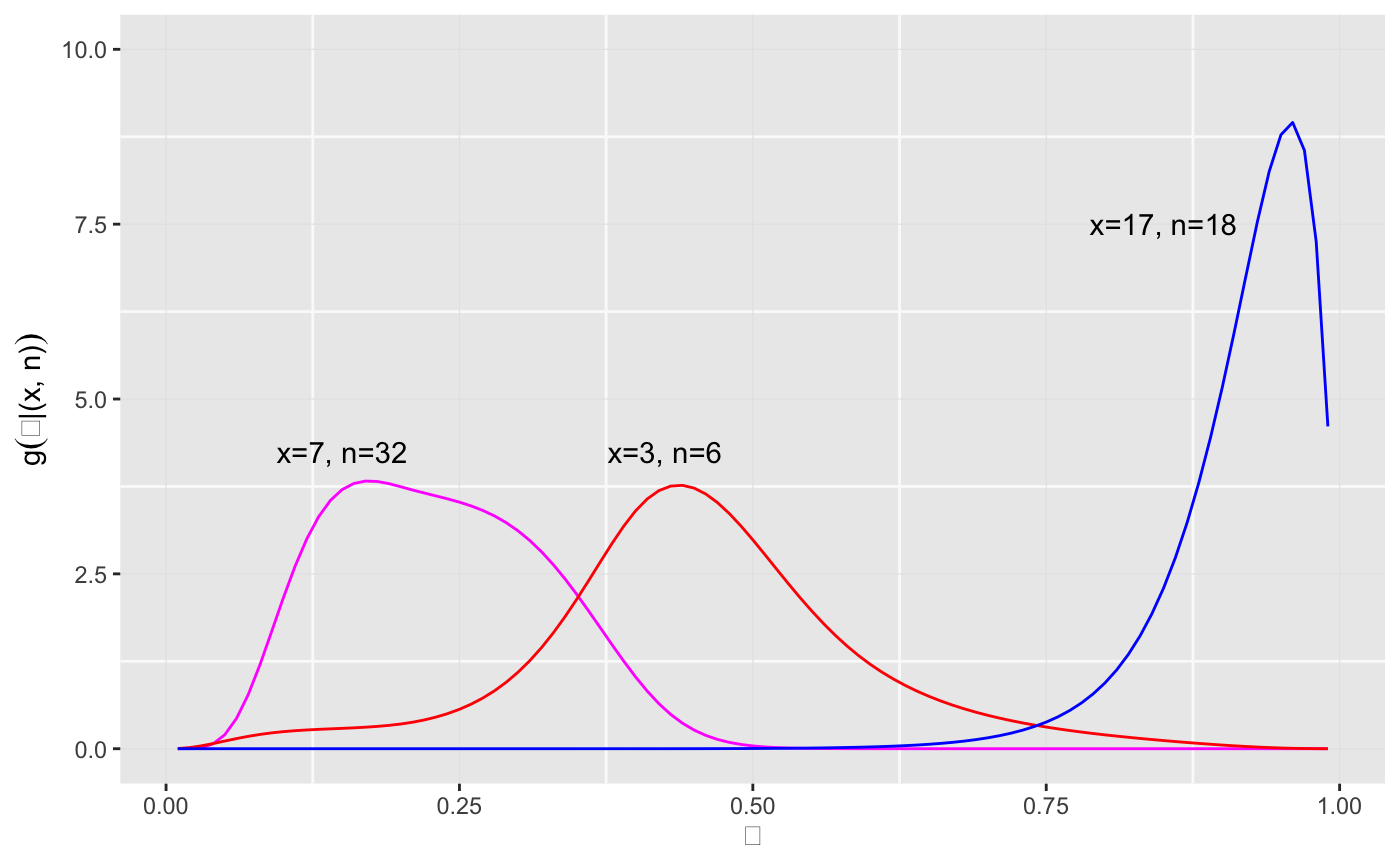 10.0
7.5
5.0
2.5
0.0
g(□|(x, n))
x=17, n=18
x=7, n=32
x=3, n=6
0.00
0.25
0.50
0.75
1.00
□